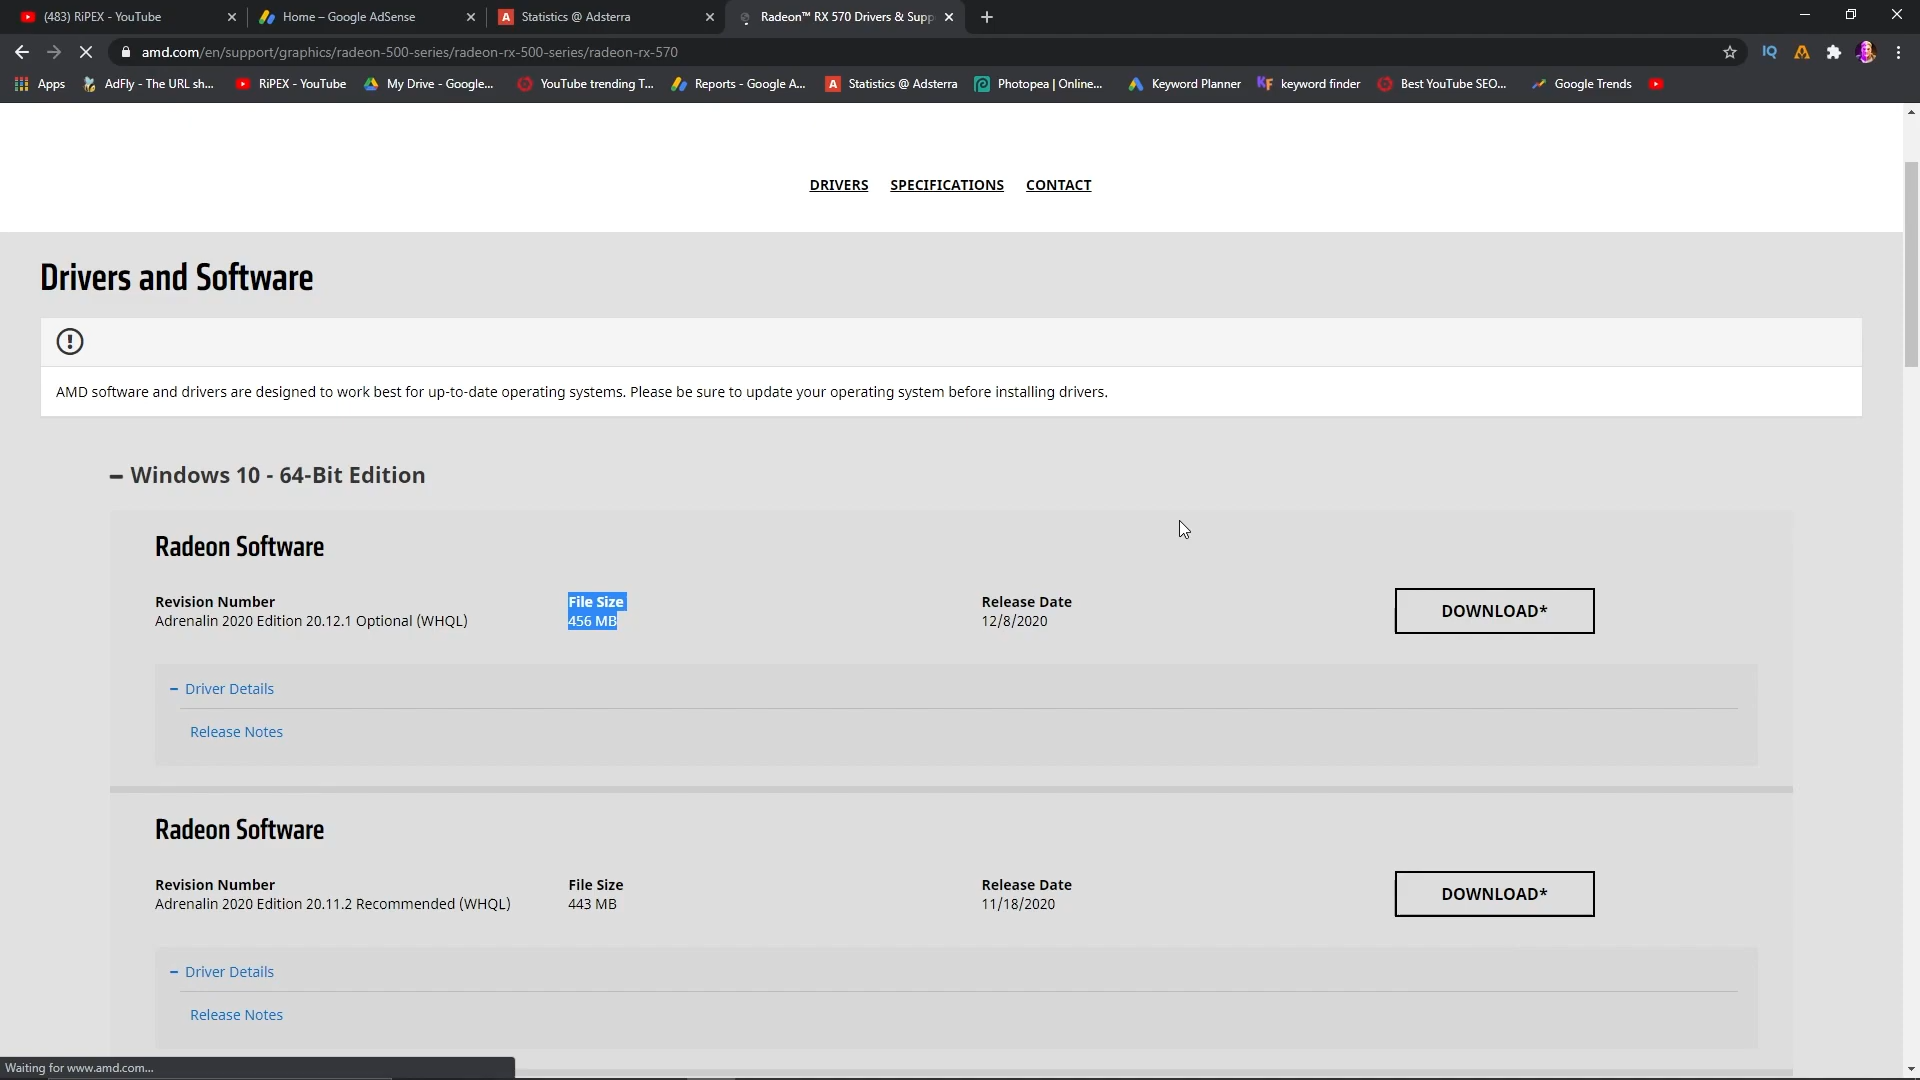 (483) RiPEX - YouTube
Home – Google AdSense
Statistics @ Adsterra
Radeon™ RX 570 Drivers & Supp
amd.com/en/support/graphics/radeon-500-series/radeon-rx-500-series/radeon-rx-570
IQ
Apps
AdFly - The URL sh...
RiPEX - YouTube
My Drive - Google...
YouTube trending T...
Reports - Google A...
Statistics @ Adsterra
Photopea | Online...
Keyword Planner
keyword finder
Best YouTube SEO...
Google Trends
DRIVERS SPECIFICATIONS CONTACT
Drivers and Software
AMD software and drivers are designed to work best for up-to-date operating systems. Please be sure to update your operating system before installing drivers.
– Windows 10 - 64-Bit Edition
Radeon Software
Revision Number
Adrenalin 2020 Edition 20.12.1 Optional (WHQL)
File Size
456 MB
Release Date
12/8/2020
DOWNLOAD*
– Driver Details
Release Notes
Radeon Software
Revision Number
Adrenalin 2020 Edition 20.11.2 Recommended (WHQL)
File Size
443 MB
Release Date
11/18/2020
DOWNLOAD*
– Driver Details
Release Notes
Waiting for www.amd.com...